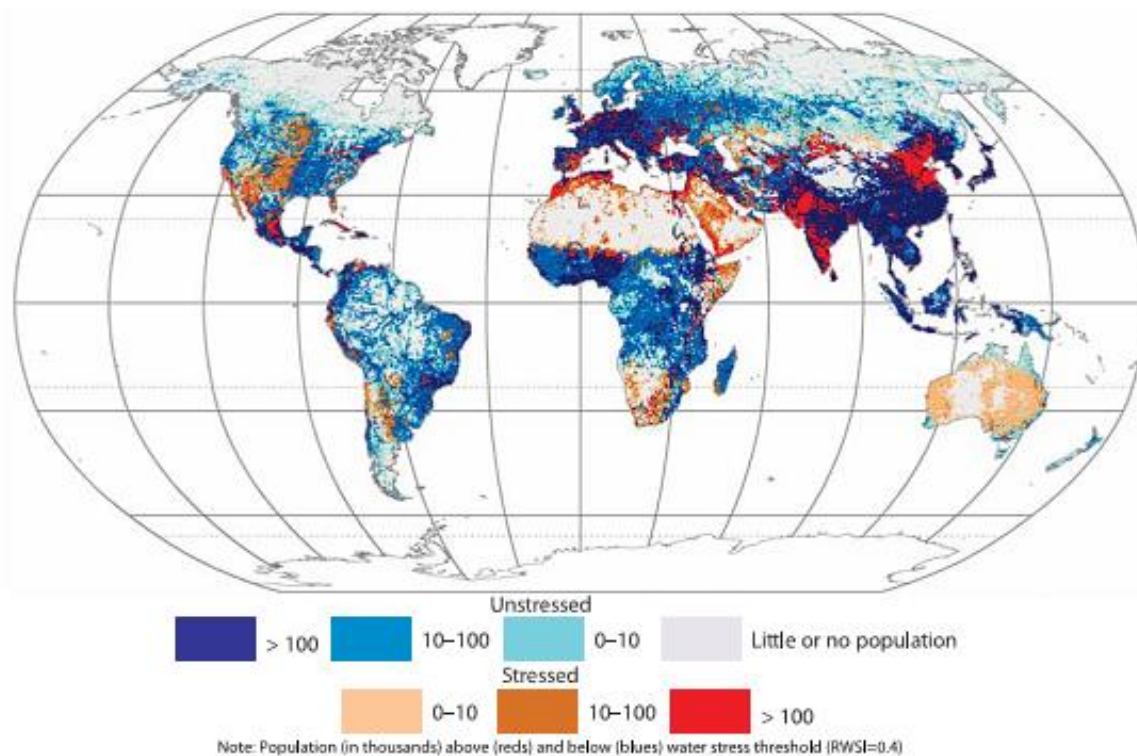 Unstressed
> 100 10–100 0–10 Little or no population
Stressed
0–10 10–100 > 100
Note: Population (in thousands) above (reds) and below (blues) water stress threshold (RWSI=0.4)